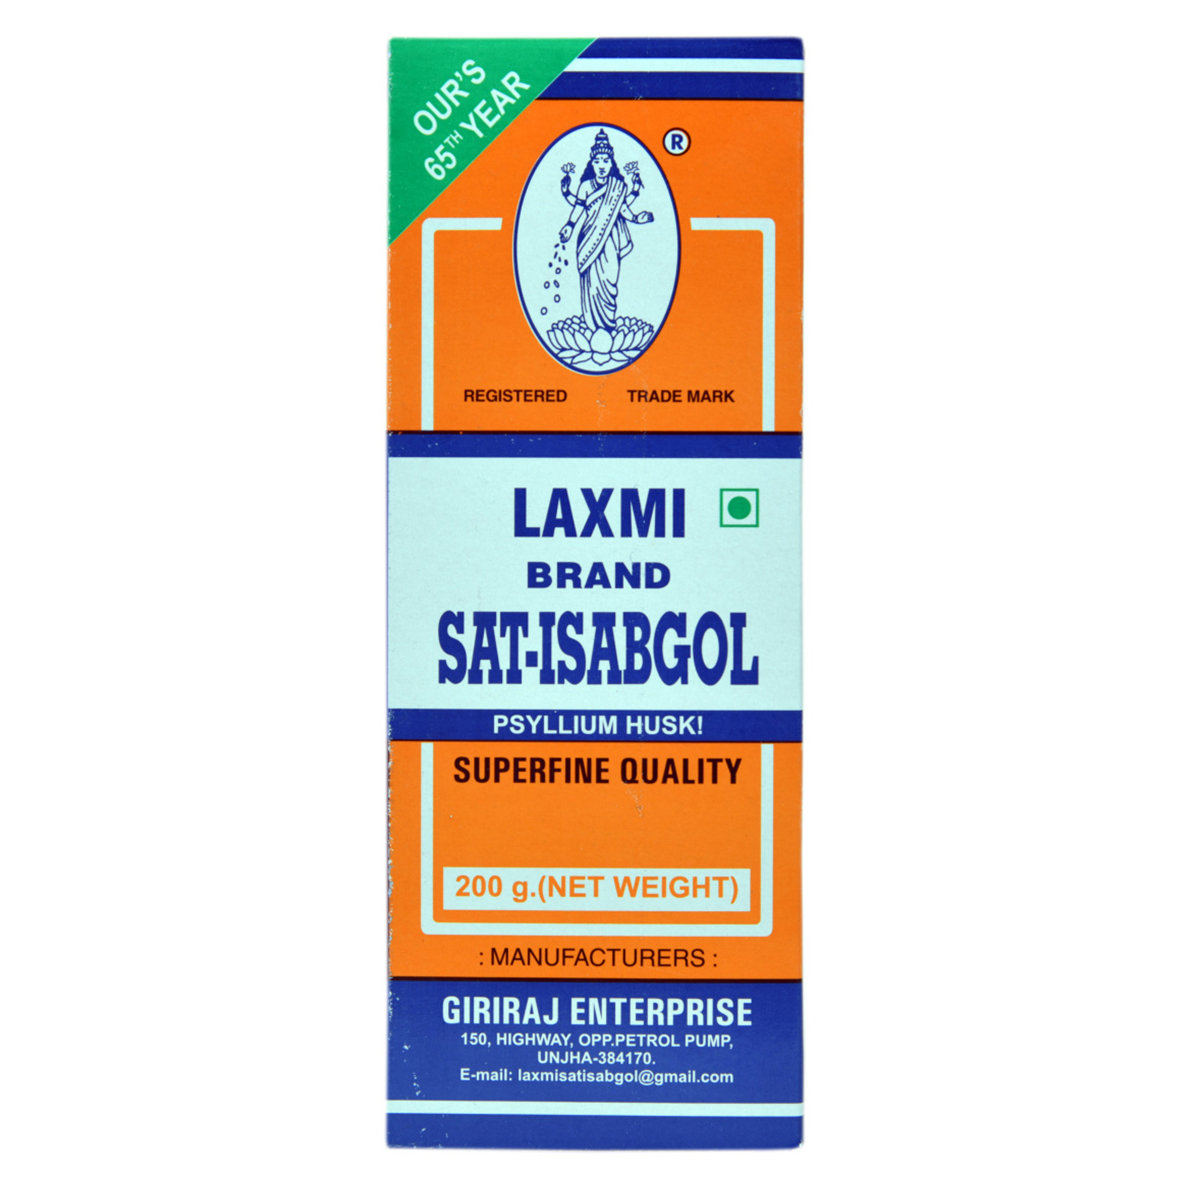 OUR'S
65TH YEAR
®
REGISTERED TRADE MARK
LAXMI
BRAND
SAT-ISABGOL
PSYLLIUM HUSK!
SUPERFINE QUALITY
200 g.(NET WEIGHT)
: MANUFACTURERS :
GIRIRAJ ENTERPRISE
150, HIGHWAY, OPP.PETROL PUMP,
UNJHA-384170.
E-mail: laxmisatisabgol@gmail.com